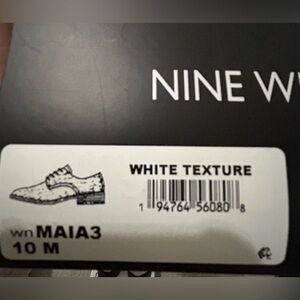 NINE W
WHITE TEXTURE
1 94764 56080 8
wn MAIA3
10 M